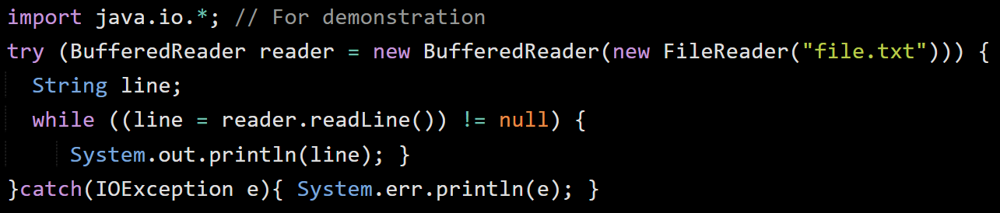 import java.io.*; // For demonstration
try (BufferedReader reader = new BufferedReader(new FileReader("file.txt"))) {
  String line;
  while ((line = reader.readLine()) != null) {
     System.out.println(line); }
}catch(IOException e){ System.err.println(e); }